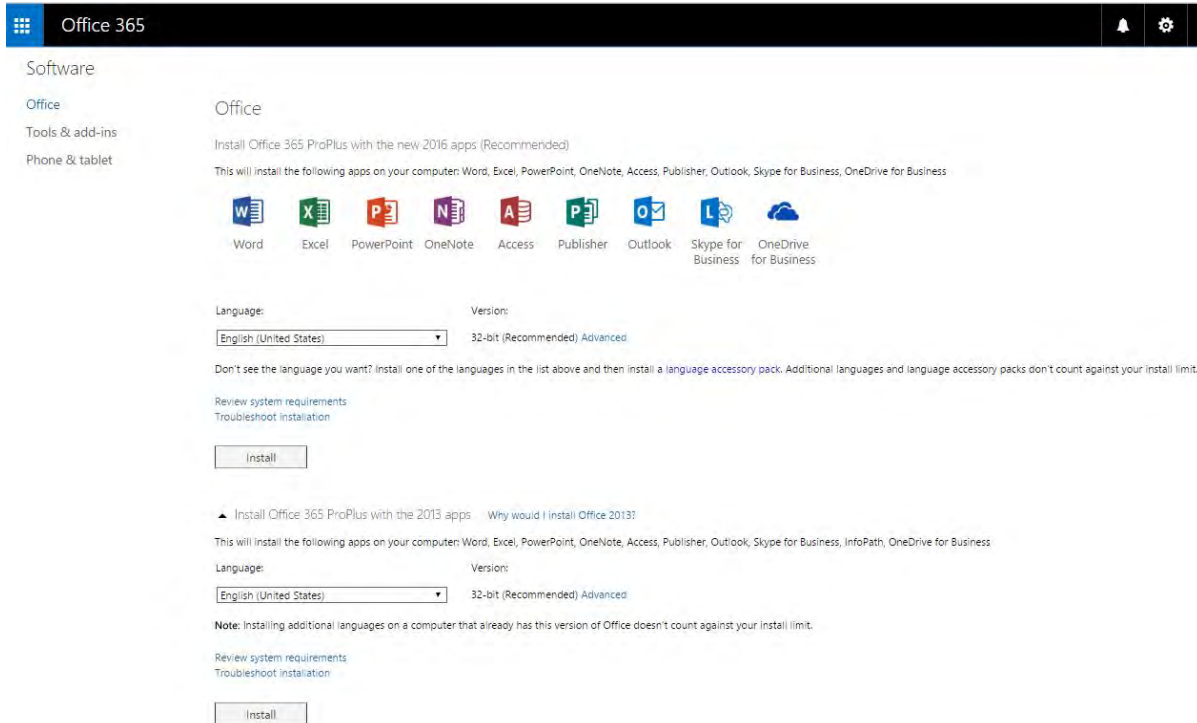 Office 365
Software
Office
Tools & add-ins
Phone & tablet
Office
Install Office 365 ProPlus with the new 2016 apps (Recommended)
This will install the following apps on your computer: Word, Excel, PowerPoint, OneNote, Access, Publisher, Outlook, Skype for Business, OneDrive for Business
Word Excel PowerPoint OneNote Access Publisher Outlook Skype for Business OneDrive for Business
Language: Version:
English (United States) 32-bit (Recommended) Advanced
Don't see the language you want? Install one of the languages in the list above and then install a language accessory pack. Additional languages and language accessory packs don't count against your install limit.
Review system requirements
Troubleshoot installation
Install
Install Office 365 ProPlus with the 2013 apps Why would I install Office 2013?
This will install the following apps on your computer: Word, Excel, PowerPoint, OneNote, Access, Publisher, Outlook, Skype for Business, InfoPath, OneDrive for Business
Language: Version:
English (United States) 32-bit (Recommended) Advanced
Note: Installing additional languages on a computer that already has this version of Office doesn't count against your install limit.
Review system requirements
Troubleshoot installation
Install